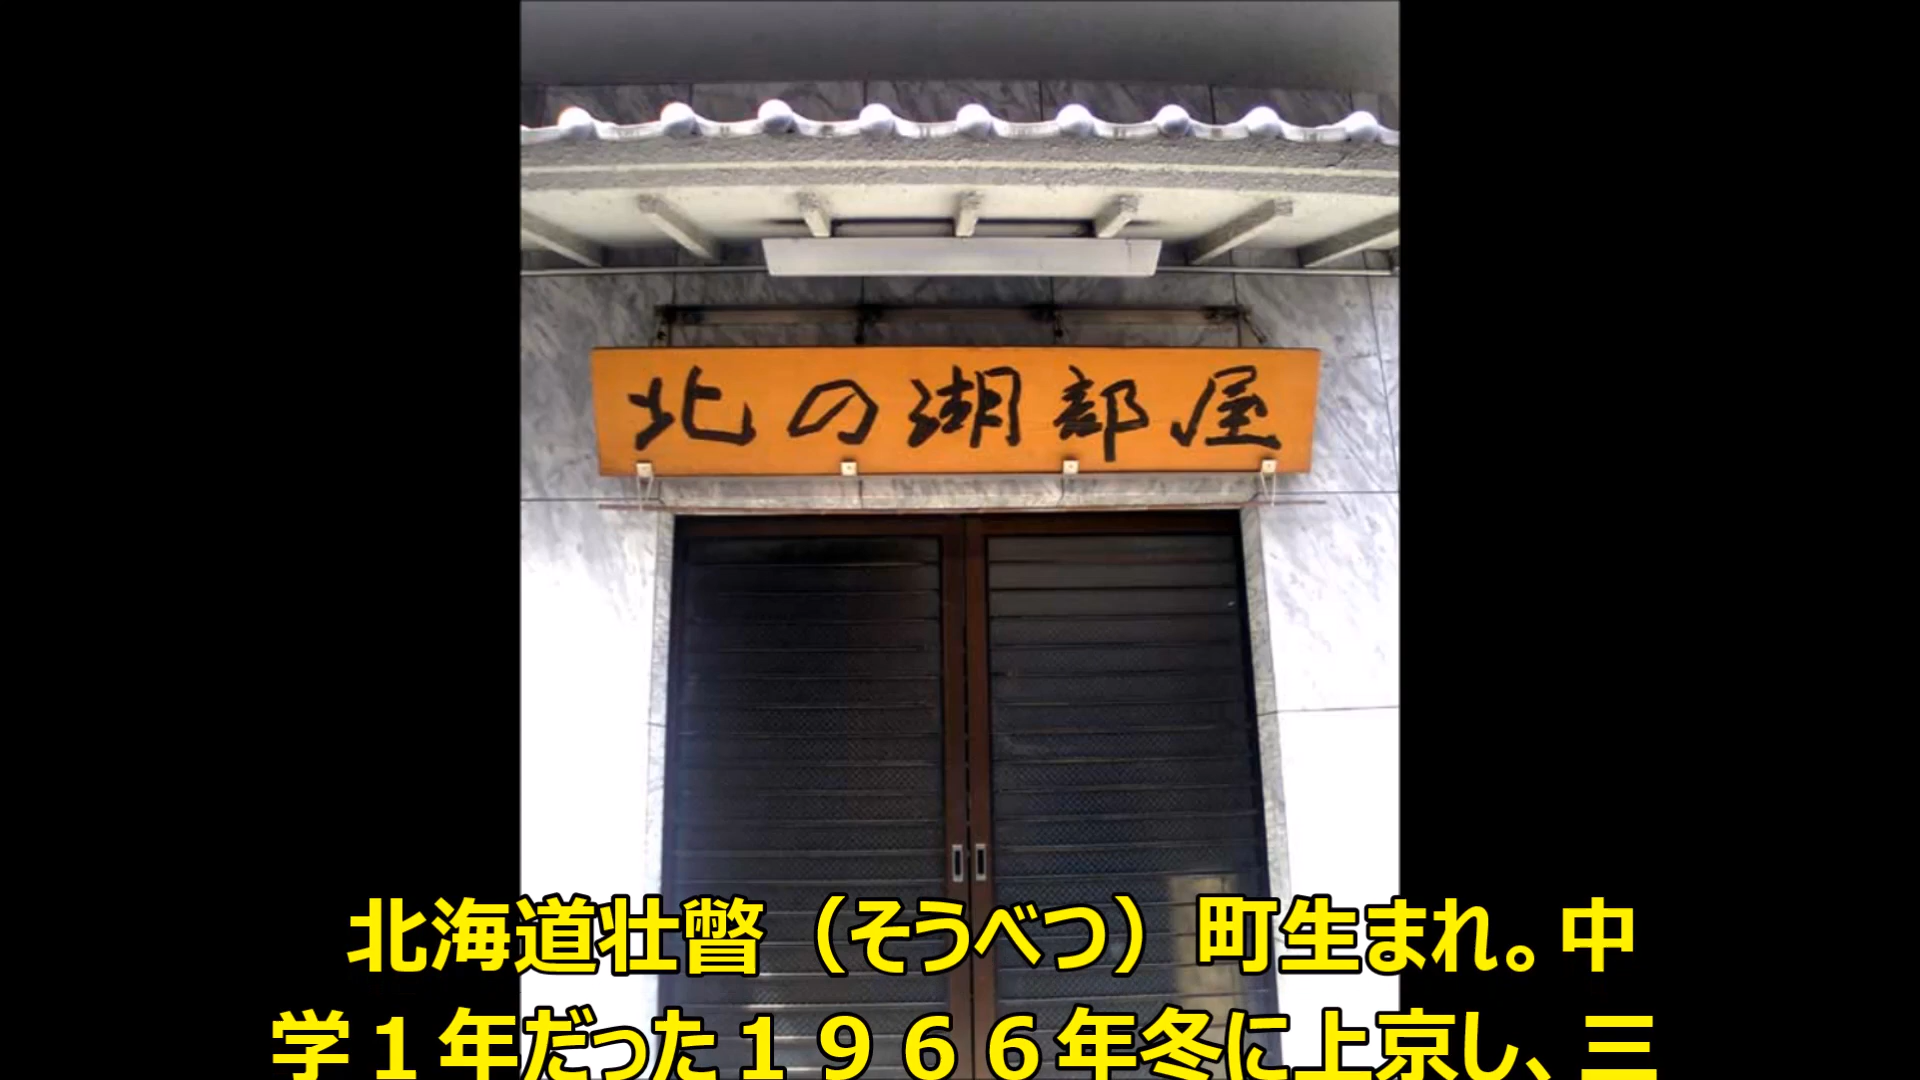 北の湖部屋
北海道壮瞥（そうべつ）町生まれ。中
学１年だった１９６６年冬に上京し、三